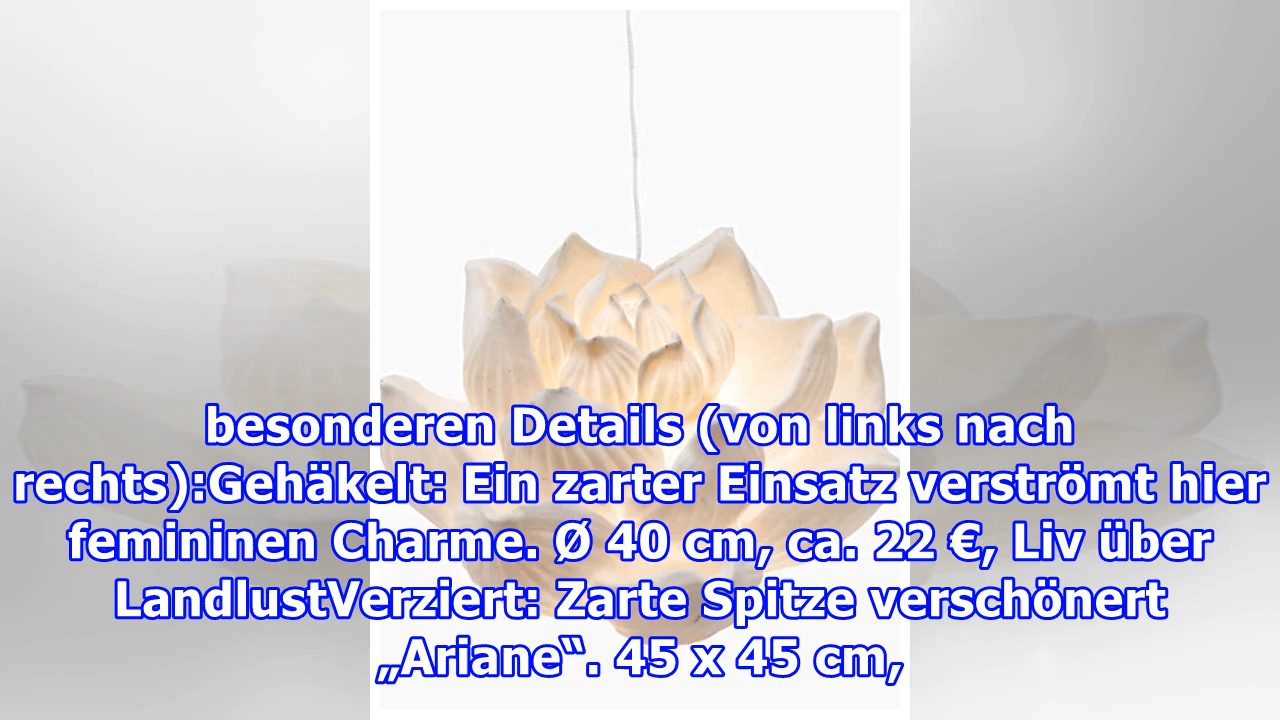 besonderen Details (von links nach
rechts):Gehäkelt: Ein zarter Einsatz verströmt hier
femininen Charme. Ø 40 cm, ca. 22 €, Liv über
LandlustVerziert: Zarte Spitze verschönert
„Ariane“. 45 x 45 cm,